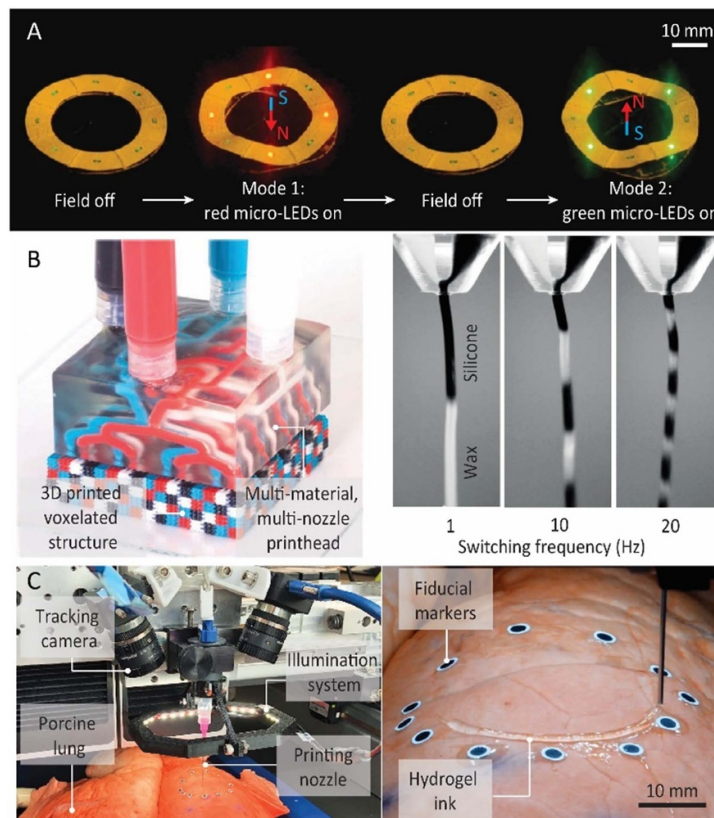 A
10 mm
S
N
N
S
Field off
Mode 1:
red micro-LEDs on
Field off
Mode 2:
green micro-LEDs on
B
3D printed
voxelated
structure
Multi-material,
multi-nozzle
printhead
Silicone
Wax
1
10
20
Switching frequency (Hz)
C
Tracking
camera
Illumination
system
Porcine
lung
Printing
nozzle
Fiducial
markers
Hydrogel
ink
10 mm